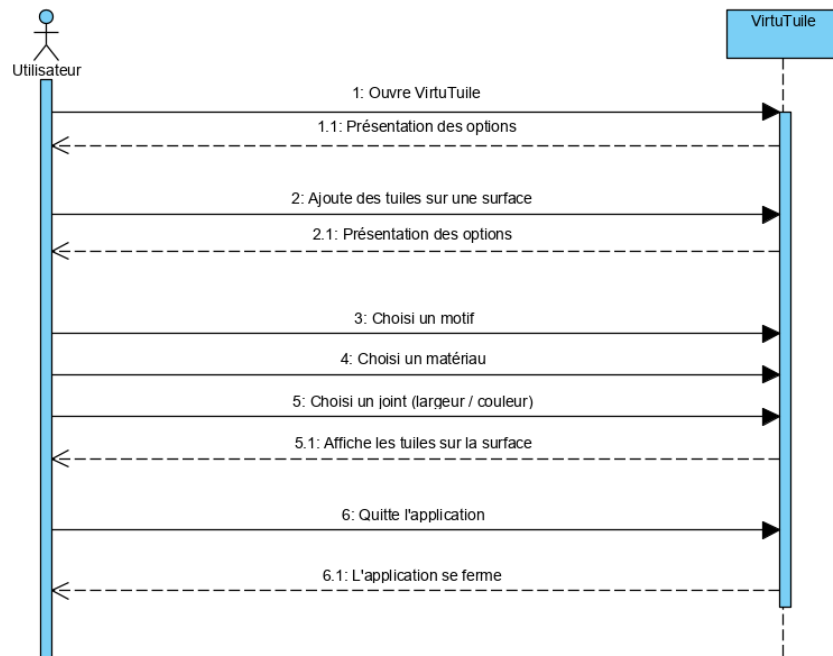 VirtuTuile
Utilisateur
1: Ouvre VirtuTuile
1.1: Présentation des options
2: Ajoute des tuiles sur une surface
2.1: Présentation des options
3: Choisi un motif
4: Choisi un matériau
5: Choisi un joint (largeur / couleur)
5.1: Affiche les tuiles sur la surface
6: Quitte l'application
6.1: L'application se ferme